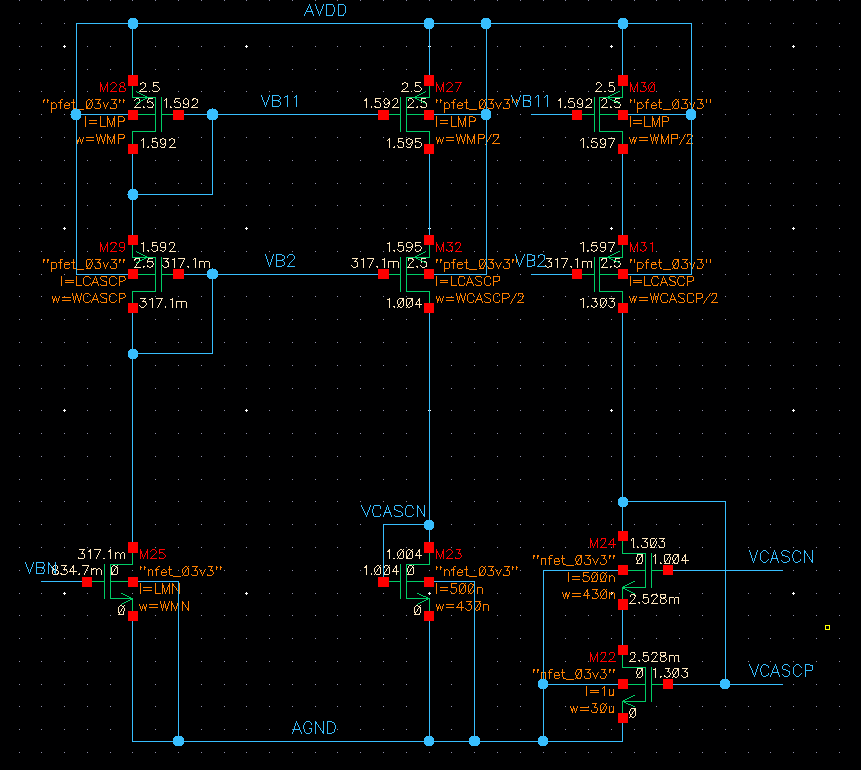 AVDD
M28
2.5
"pfet_03v3"
2.5
1.592
l=LMP
w=WMP
1.592
VB11
2.5
M27
1.592
2.5
"pfet_03v3"
l=LMP
w=WMP/2
1.595
VB11
2.5
M30
1.592
2.5
"pfet_03v3"
l=LMP
w=WMP/2
1.597
M29
1.592
"pfet_03v3"
2.5
317.1m
l=LCASCP
w=WCASCP
317.1m
VB2
1.595
M32
317.1m
2.5
"pfet_03v3"
l=LCASCP
w=WCASCP/2
1.004
VB2
1.597
M31
317.1m
2.5
"pfet_03v3"
l=LCASCP
w=WCASCP/2
1.303
317.1m
M25
VBN
834.7m
0
"nfet_03v3"
l=LMN
w=WMN
0
VCASCN
1.004
M23
1.004
0
"nfet_03v3"
l=500n
w=430n
0
M24
1.303
"nfet_03v3"
0
1.004
l=500n
w=430n
2.528m
VCASCN
M22
2.528m
"nfet_03v3"
0
1.303
l=1u
w=30u
0
VCASCP
AGND